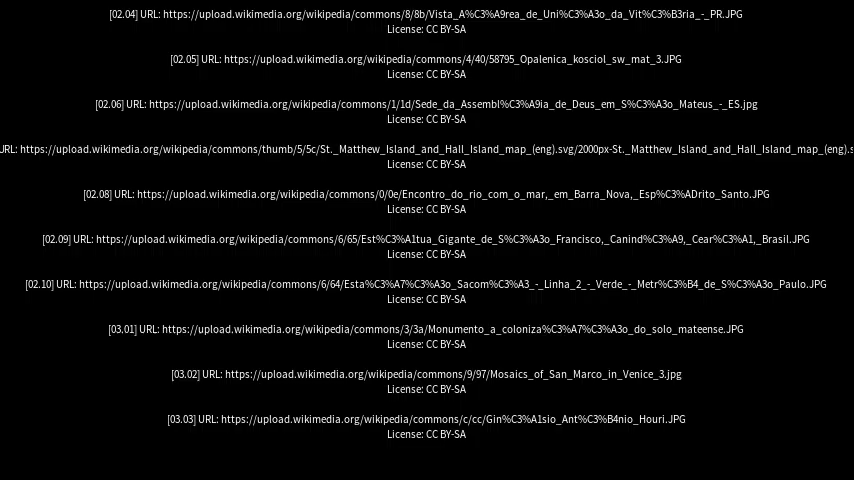 [02.04] URL: https://upload.wikimedia.org/wikipedia/commons/8/8b/Vista_A%C3%A9rea_de_Uni%C3%A3o_da_Vit%C3%B3ria_-_PR.JPG
License: CC BY-SA
[02.05] URL: https://upload.wikimedia.org/wikipedia/commons/4/40/58795_Opalenica_kosciol_sw_mat_3.JPG
License: CC BY-SA
[02.06] URL: https://upload.wikimedia.org/wikipedia/commons/1/1d/Sede_da_Assembl%C3%A9ia_de_Deus_em_S%C3%A3o_Mateus_-_ES.jpg
License: CC BY-SA
URL: https://upload.wikimedia.org/wikipedia/commons/thumb/5/5c/St._Matthew_Island_and_Hall_Island_map_(eng).svg/2000px-St._Matthew_Island_and_Hall_Island_map_(eng).s
License: CC BY-SA
[02.08] URL: https://upload.wikimedia.org/wikipedia/commons/0/0e/Encontro_do_rio_com_o_mar,_em_Barra_Nova,_Esp%C3%ADrito_Santo.JPG
License: CC BY-SA
[02.09] URL: https://upload.wikimedia.org/wikipedia/commons/6/65/Est%C3%A1tua_Gigante_de_S%C3%A3o_Francisco,_Canind%C3%A9,_Cear%C3%A1,_Brasil.JPG
License: CC BY-SA
[02.10] URL: https://upload.wikimedia.org/wikipedia/commons/6/64/Esta%C3%A7%C3%A3o_Sacom%C3%A3_-_Linha_2_-_Verde_-_Metr%C3%B4_de_S%C3%A3o_Paulo.JPG
License: CC BY-SA
[03.01] URL: https://upload.wikimedia.org/wikipedia/commons/3/3a/Monumento_a_coloniza%C3%A7%C3%A3o_do_solo_mateense.JPG
License: CC BY-SA
[03.02] URL: https://upload.wikimedia.org/wikipedia/commons/9/97/Mosaics_of_San_Marco_in_Venice_3.jpg
License: CC BY-SA
[03.03] URL: https://upload.wikimedia.org/wikipedia/commons/c/cc/Gin%C3%A1sio_Ant%C3%B4nio_Houri.JPG
License: CC BY-SA